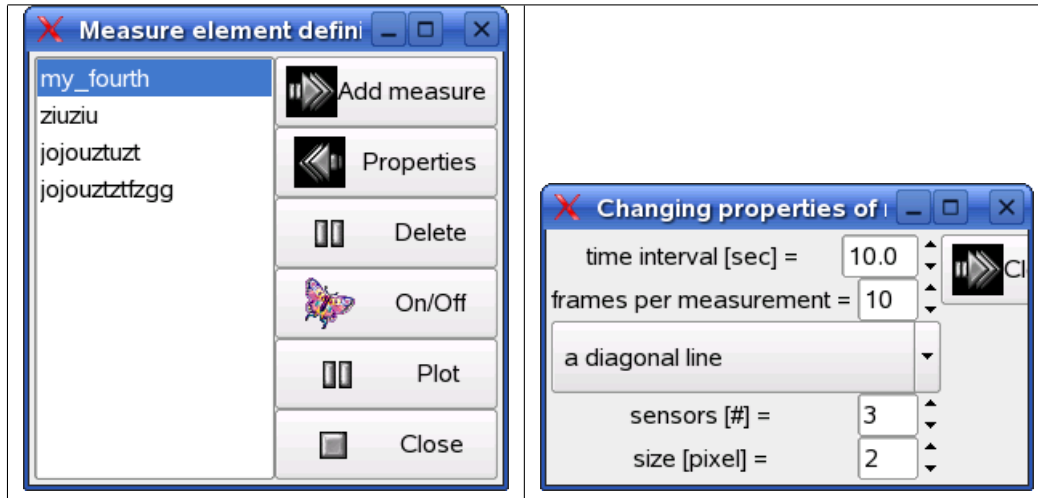 Measure element defini
my_fourth
ziuziu
jojouztuzt
jojouztztfzgg
Add measure
Properties
Delete
On/Off
Plot
Close
Changing properties of
time interval [sec] = 10.0
frames per measurement = 10
a diagonal line
sensors [#] = 3
size [pixel] = 2